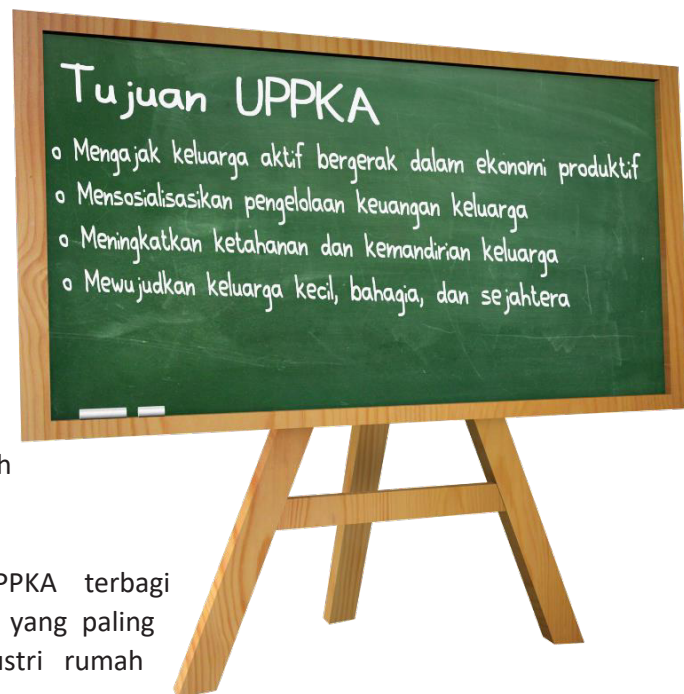 Tujuan UPPKA
o Mengajak keluarga aktif bergerak dalam ekonomi produktif
o Mensosialisasikan pengelolaan keuangan keluarga
o Meningkatkan ketahanan dan kemandirian keluarga
o Mewujudkan keluarga kecil, bahagia, dan sejahtera
h
PPKA terbagi
yang paling
ustri rumah